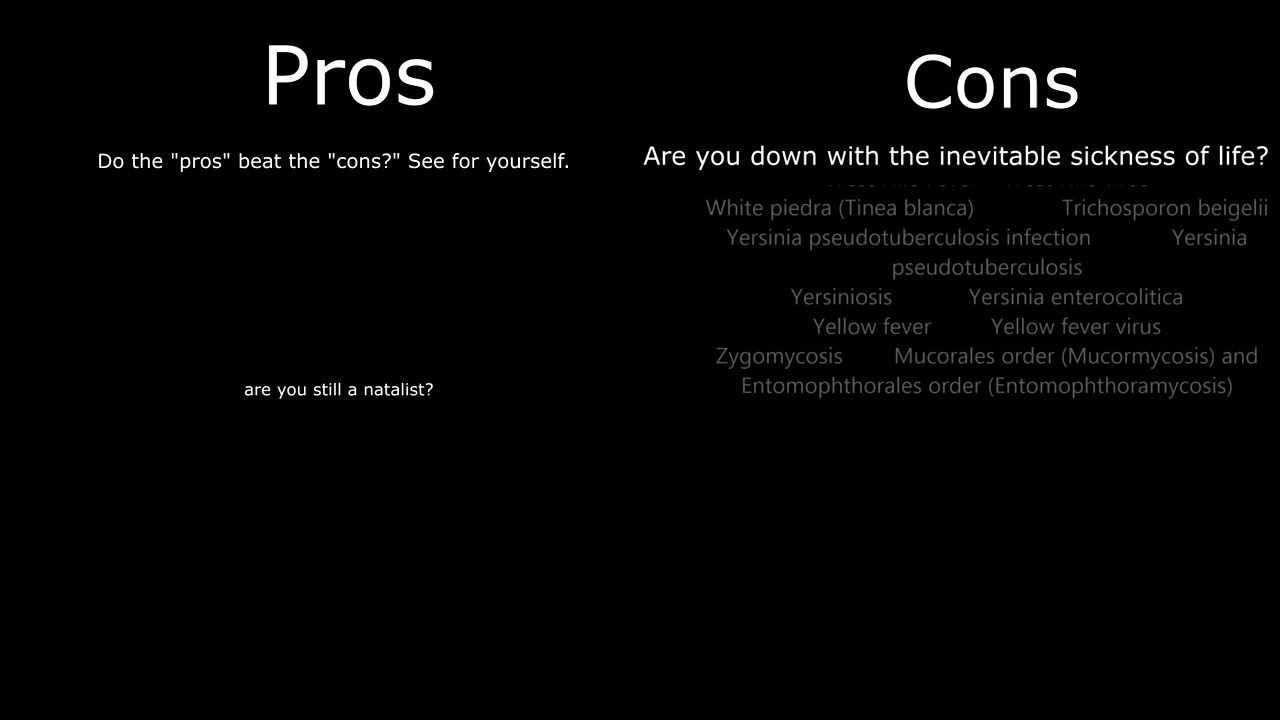 Pros
Do the "pros" beat the "cons?" See for yourself.
are you still a natalist?
Cons
Are you down with the inevitable sickness of life?
White piedra (Tinea blanca) Trichosporon beigelii
Yersinia pseudotuberculosis infection Yersinia
pseudotuberculosis
Yersiniosis Yersinia enterocolitica
Yellow fever Yellow fever virus
Zygomycosis Mucorales order (Mucormycosis) and
Entomophthorales order (Entomophthoramycosis)